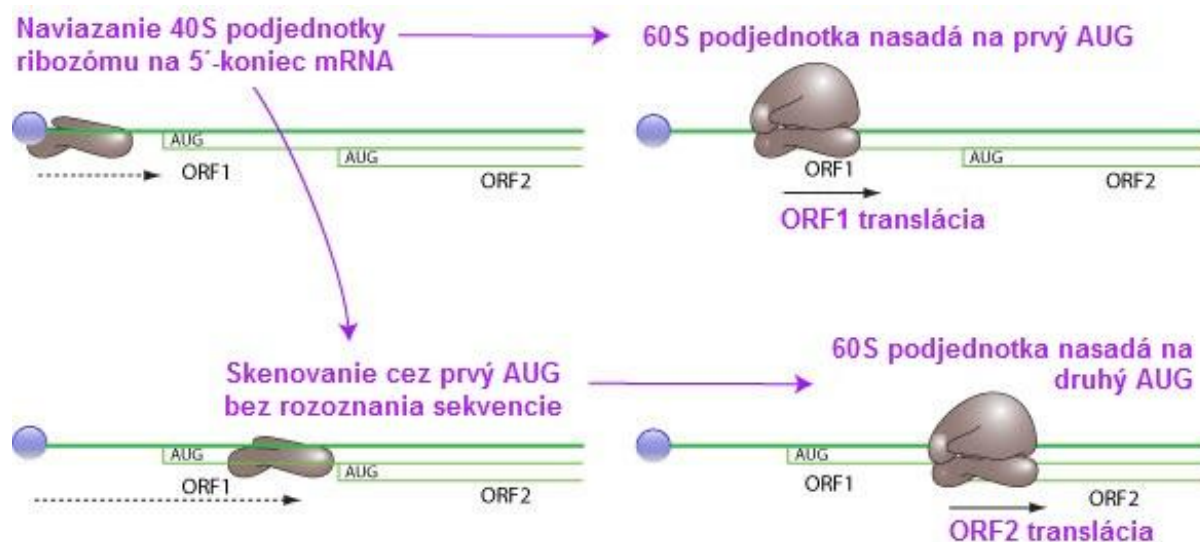 Naviazanie 40S podjednotky
ribozómu na 5´-koniec mRNA
60S podjednotka nasadá na prvý AUG
AUG
ORF1
AUG
ORF2
ORF1
AUG
ORF2
ORF1 translácia
Skenovanie cez prvý AUG
bez rozoznania sekvencie
60S podjednotka nasadá na
druhý AUG
AUG
ORF1
AUG
ORF2
AUG
ORF1
ORF2
ORF2 translácia